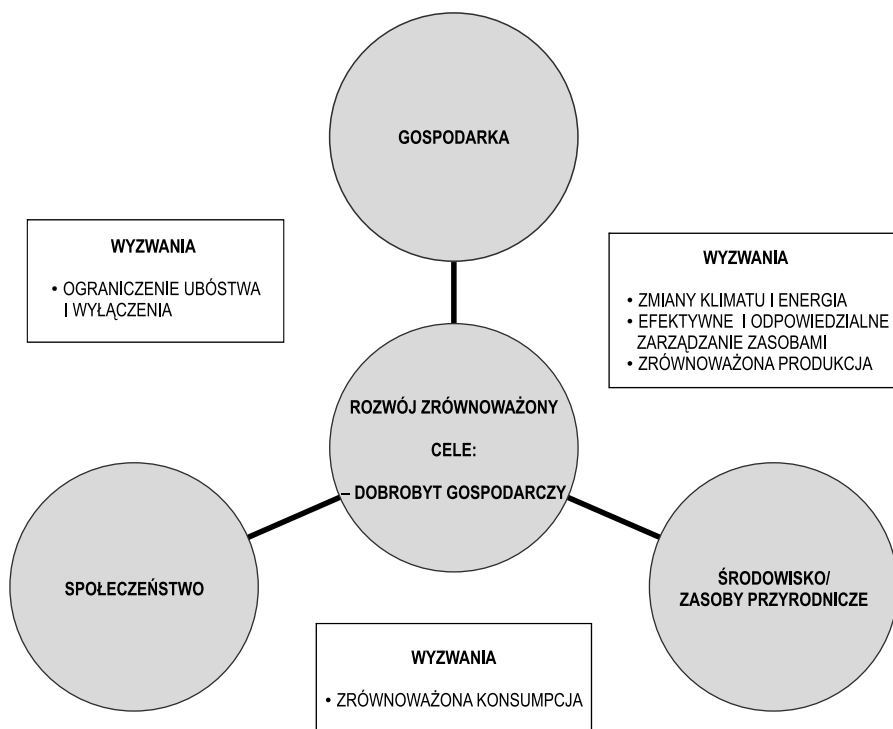 GOSPODARKA
WYZWANIA
• OGRANICZENIE UBÓSTWA
I WYŁĄCZENIA
WYZWANIA
• ZMIANY KLIMATU I ENERGIA
• EFEKTYWNE I ODPOWIEDZIALNE
ZARZĄDZANIE ZASOBAMI
• ZRÓWNOWAŻONA PRODUKCJA
ROZWÓJ ZRÓWNOWAŻONY
CELE:
– DOBROBYT GOSPODARCZY
SPOŁECZEŃSTWO
ŚRODOWISKO/
ZASOBY PRZYRODNICZE
WYZWANIA
• ZRÓWNOWAŻONA KONSUMPCJA